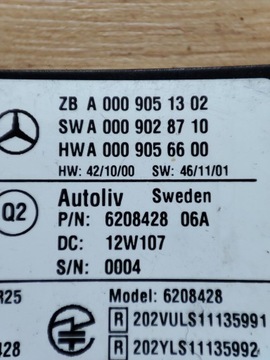 ZB A 000 905 13 02
SW A 000 902 87 10
HW A 000 905 66 00
HW: 42/10/00 SW: 46/11/01
Autoliv Sweden
Q2
P/N: 6208428 06A
DC: 12W107
S/N: 0004
R25
Model: 6208428
R 202VULS11135991
428
R 202YLS11135992